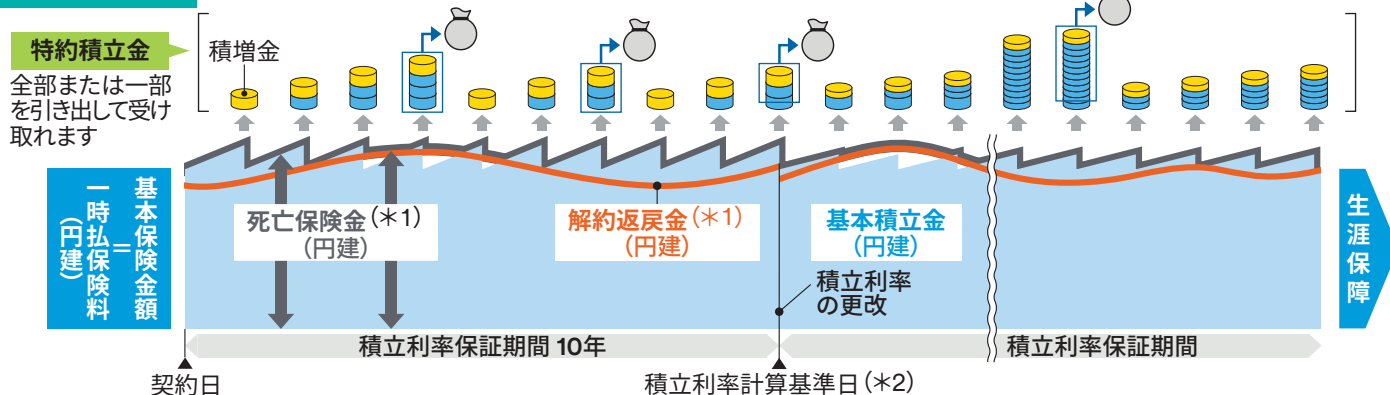 特約積立金
積増金
全部または一部
を引き出して受け
取れます
基本保険金額
=
一時払保険料
(円建)
死亡保険金(*1)
(円建)
解約返戻金(*1)
(円建)
基本積立金
(円建)
積立利率
の更改
生涯保障
積立利率保証期間 10年
積立利率保証期間
契約日
積立利率計算基準日(*2)